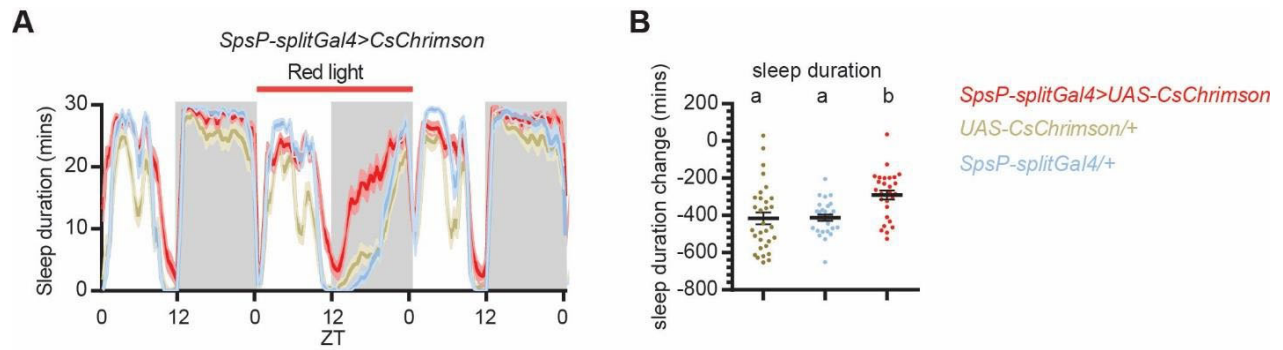 A
SpsP-splitGal4>CsChrimson
Red light
Sleep duration (mins)
30
20
10
0
0
12
0
12
0
12
0
ZT
B
sleep duration
a
a
b
sleep duration change (mins)
200
0
-200
-400
-600
-800
SpsP-splitGal4>UAS-CsChrimson
UAS-CsChrimson/+
SpsP-splitGal4/+